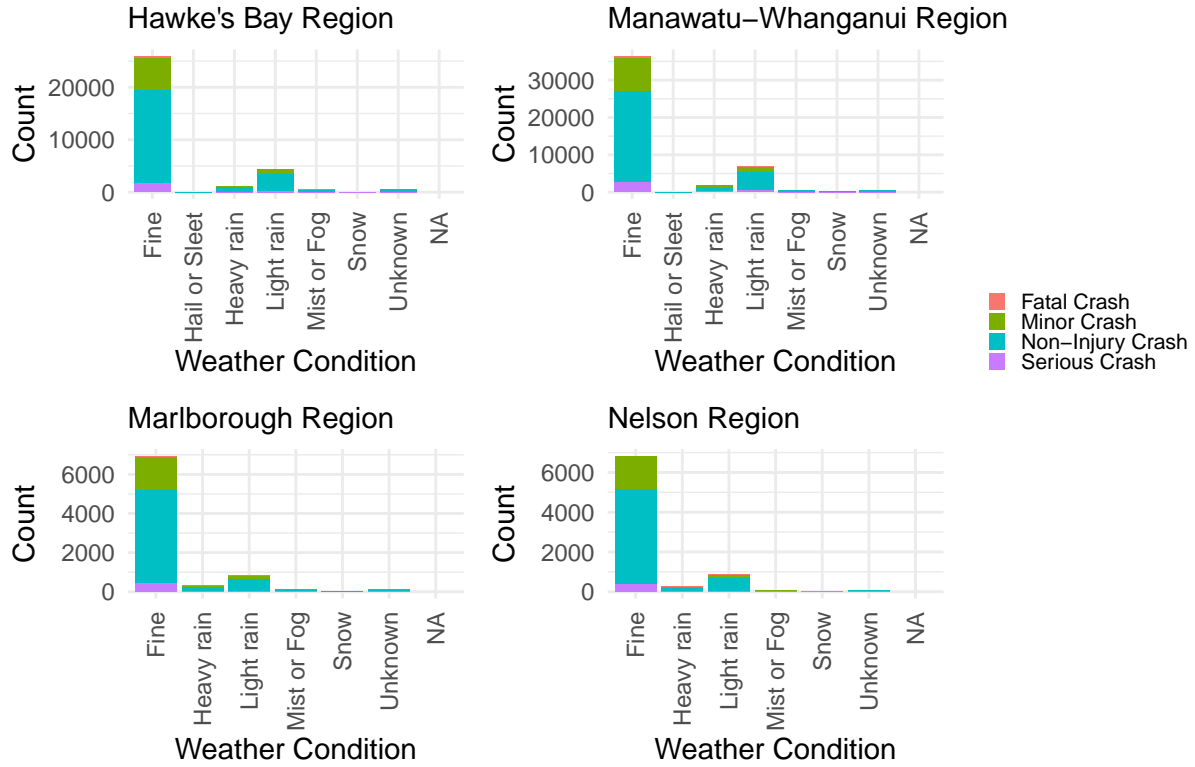 Hawke's Bay Region
Count
20000
10000
0
Fine
Hail or Sleet
Heavy rain
Light rain
Mist or Fog
Snow
Unknown
NA
Weather Condition
Manawatu−Whanganui Region
Count
30000
20000
10000
0
Fine
Hail or Sleet
Heavy rain
Light rain
Mist or Fog
Snow
Unknown
NA
Weather Condition
Fatal Crash
Minor Crash
Non−Injury Crash
Serious Crash
Marlborough Region
Count
6000
4000
2000
0
Fine
Heavy rain
Light rain
Mist or Fog
Snow
Unknown
NA
Weather Condition
Nelson Region
Count
6000
4000
2000
0
Fine
Heavy rain
Light rain
Mist or Fog
Snow
Unknown
NA
Weather Condition